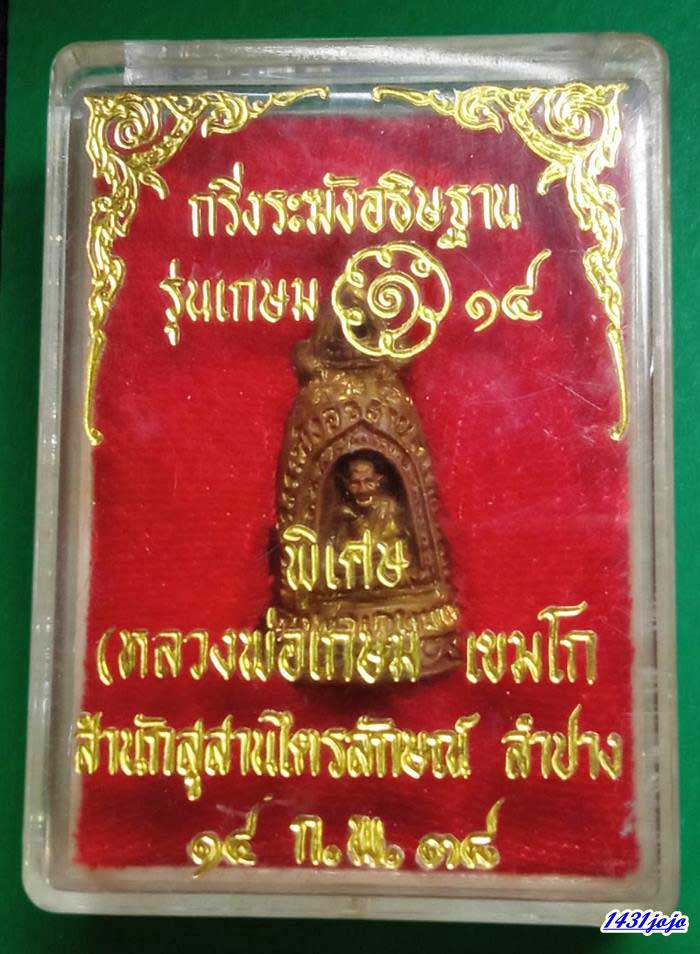 กริ่งระฆังอธิษฐาน
รุ่นเกษม ๑ ๑๔
พิเศษ
(หลวงพ่อเกษม เขมโก
สำนักสุสานไตรลักษณ์ ลำปาง
๑๔ ก.พ. ๓๘
1431jojo